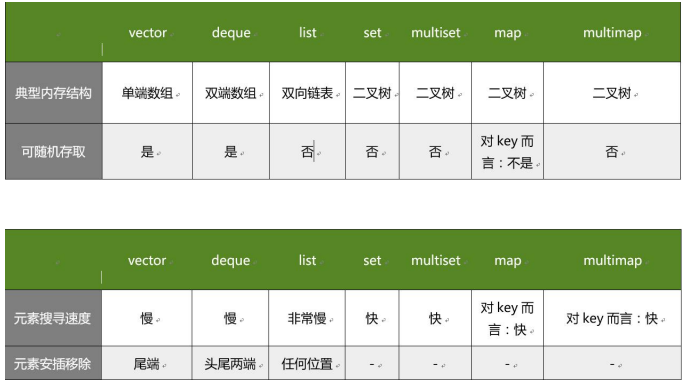 vector deque list set multiset map multimap
典型内存结构 单端数组 双端数组 双向链表 二叉树 二叉树 二叉树 二叉树
可随机存取 是 是 否 否 否 对 key 而 否
言：不是
vector deque list set multiset map multimap
元素搜寻速度 慢 慢 非常慢 快 快 对 key 而 对 key 而言：快
言：快
元素安插移除 尾端 头尾两端 任何位置 - - - -